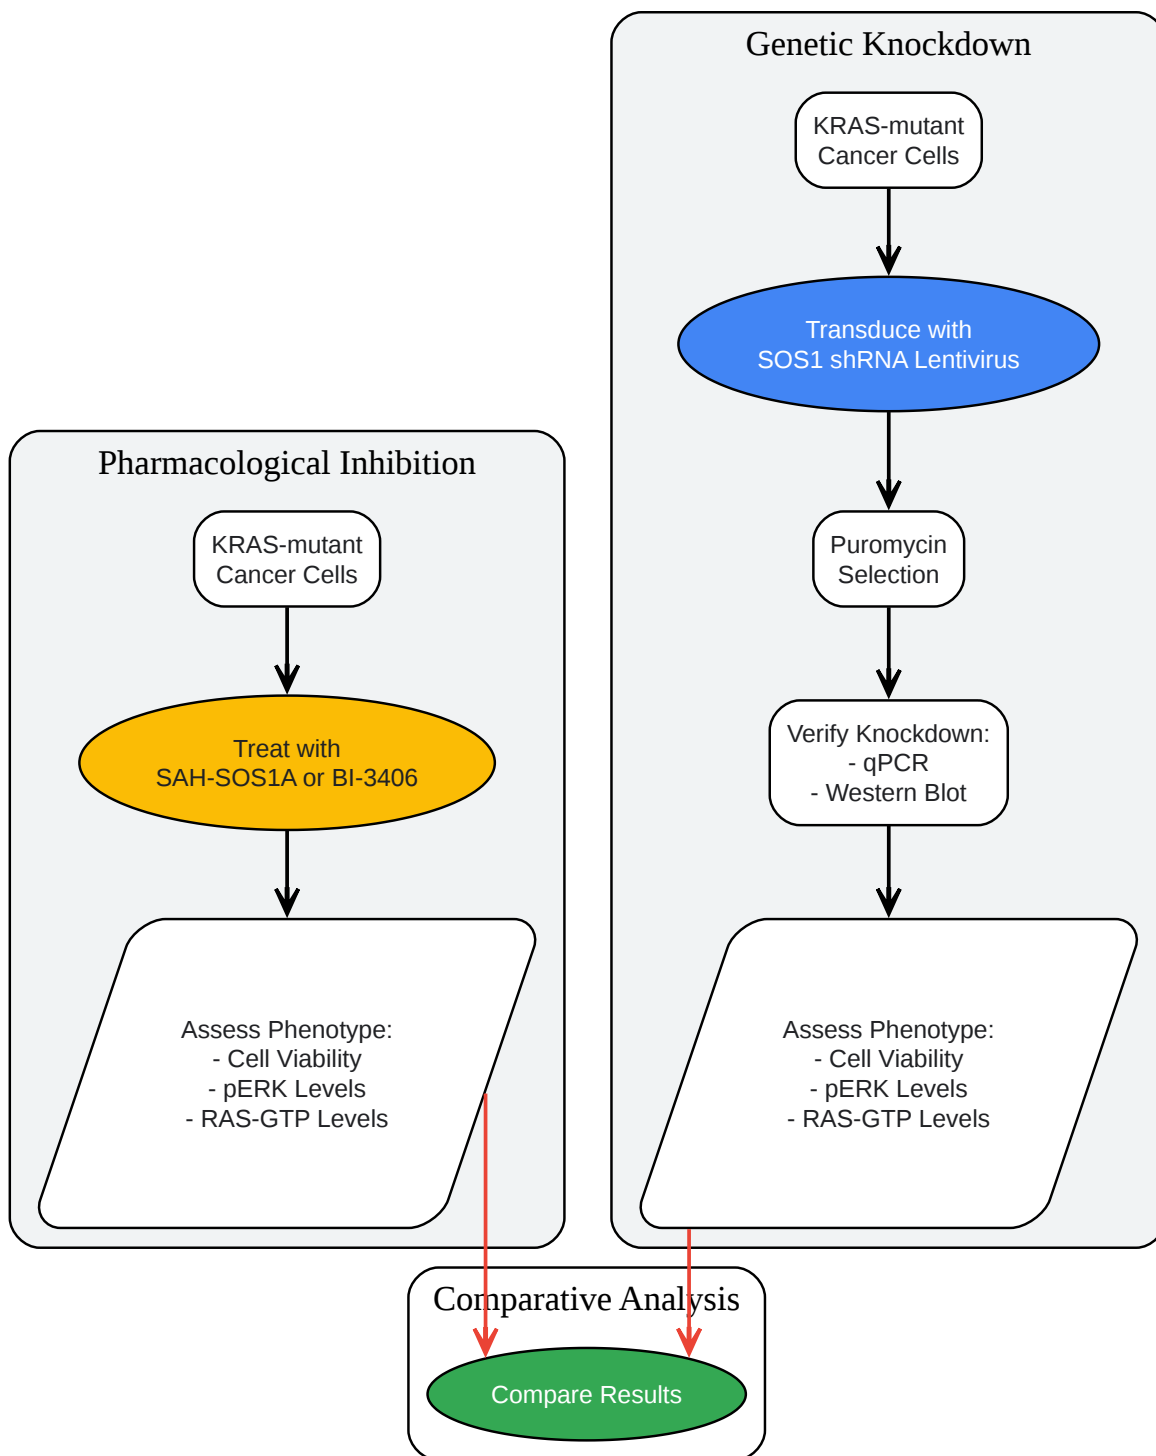 Genetic Knockdown
KRAS-mutant
Cancer Cells
Transduce with
SOS1 shRNA Lentivirus
Puromycin
Selection
Verify Knockdown:
- qPCR
- Western Blot
Assess Phenotype:
- Cell Viability
- pERK Levels
- RAS-GTP Levels
Pharmacological Inhibition
KRAS-mutant
Cancer Cells
Treat with
SAH-SOS1A or BI-3406
Assess Phenotype:
- Cell Viability
- pERK Levels
- RAS-GTP Levels
Comparative Analysis
Compare Results